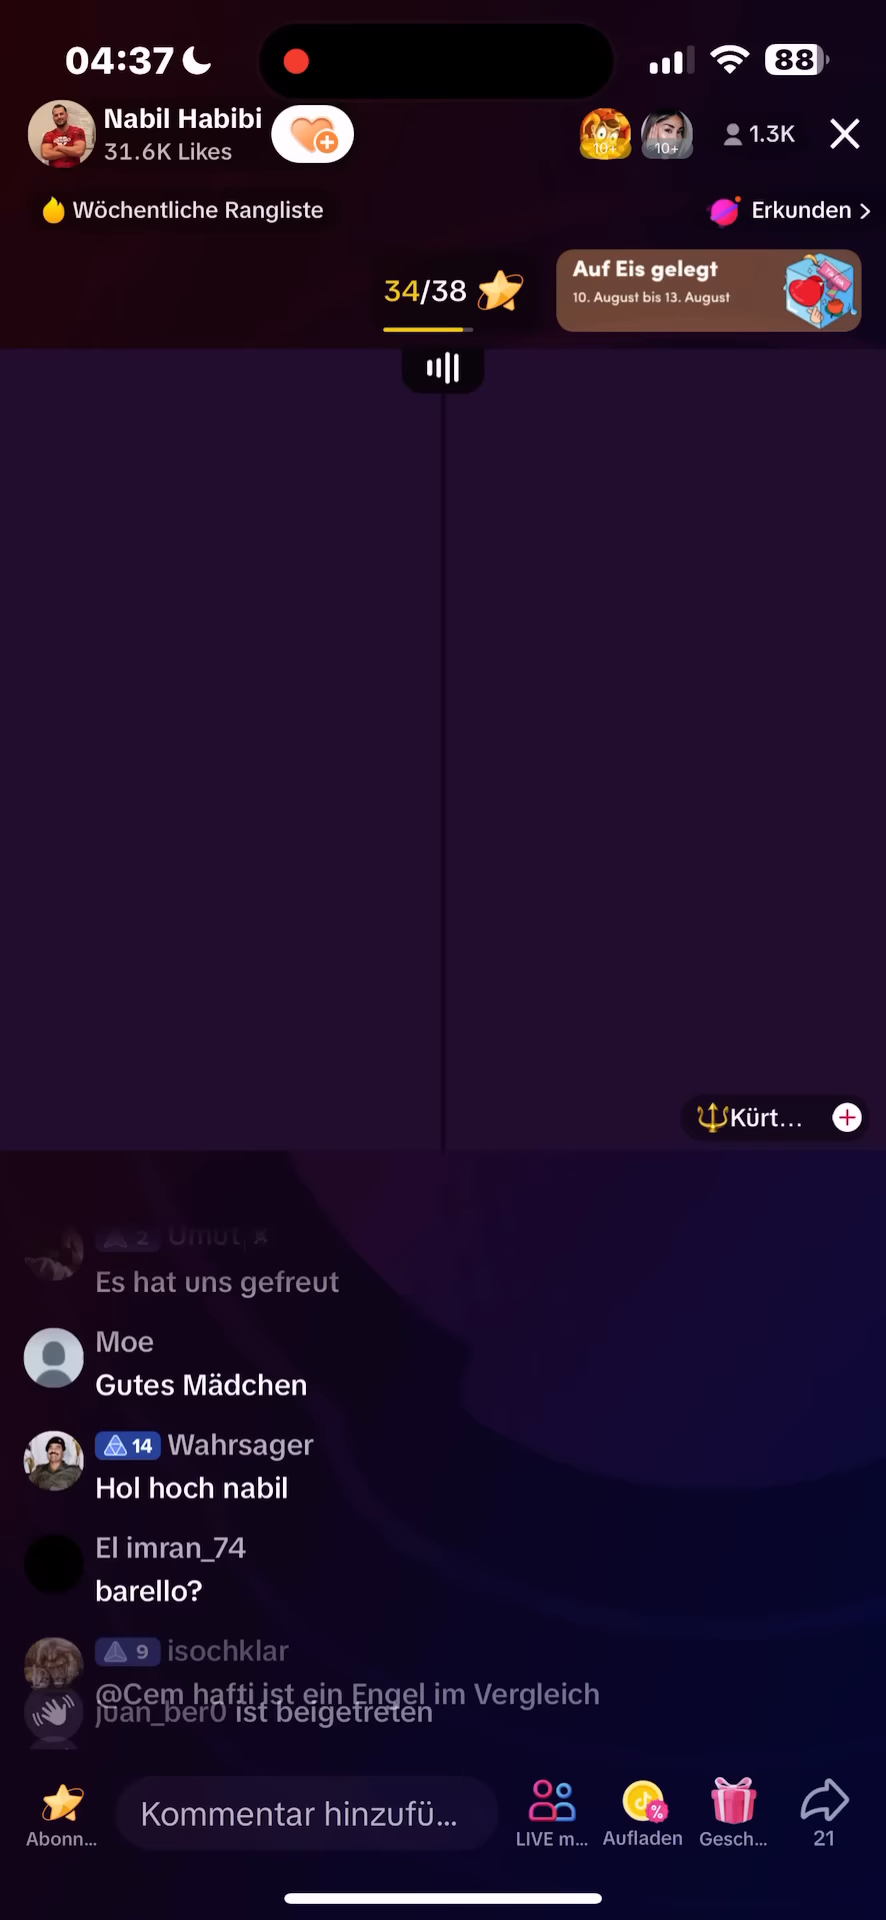 04:37
88
Nabil Habibi
31.6K Likes
10+
10+
1.3K
Wöchentliche Rangliste
Erkunden >
34/38
Auf Eis gelegt
10. August bis 13. August
Kürt...
2 Umut
Es hat uns gefreut
Moe
Gutes Mädchen
14 Wahrsager
Hol hoch nabil
El imran_74
barello?
9 isochklar
@Cem hafti ist ein Engel im Vergleich
juan_ber0 ist beigetreten
Kommentar hinzufü...
Abonn...
LIVE m...
Aufladen
Gesch...
21